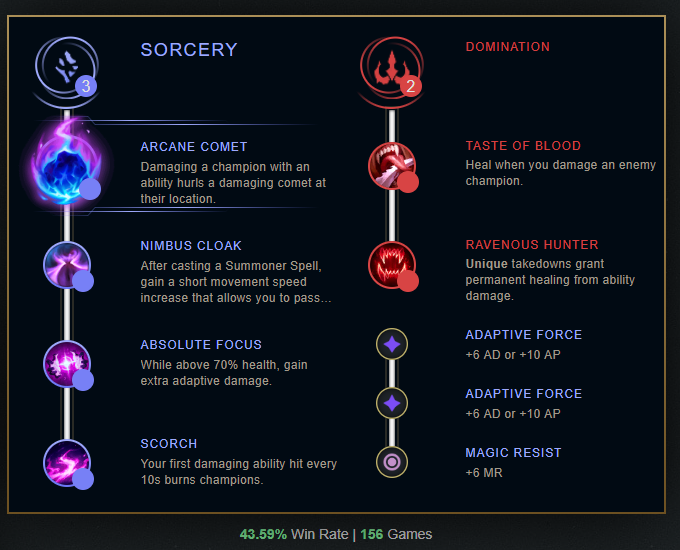 SORCERY
3
ARCANE COMET
Damaging a champion with an
ability hurls a damaging comet at
their location.
NIMBUS CLOAK
After casting a Summoner Spell,
gain a short movement speed
increase that allows you to pass...
ABSOLUTE FOCUS
While above 70% health, gain
extra adaptive damage.
SCORCH
Your first damaging ability hit every
10s burns champions.
DOMINATION
2
TASTE OF BLOOD
Heal when you damage an enemy
champion.
RAVENOUS HUNTER
Unique takedowns grant
permanent healing from ability
damage.
ADAPTIVE FORCE
+6 AD or +10 AP
ADAPTIVE FORCE
+6 AD or +10 AP
MAGIC RESIST
+6 MR
43.59% Win Rate | 156 Games